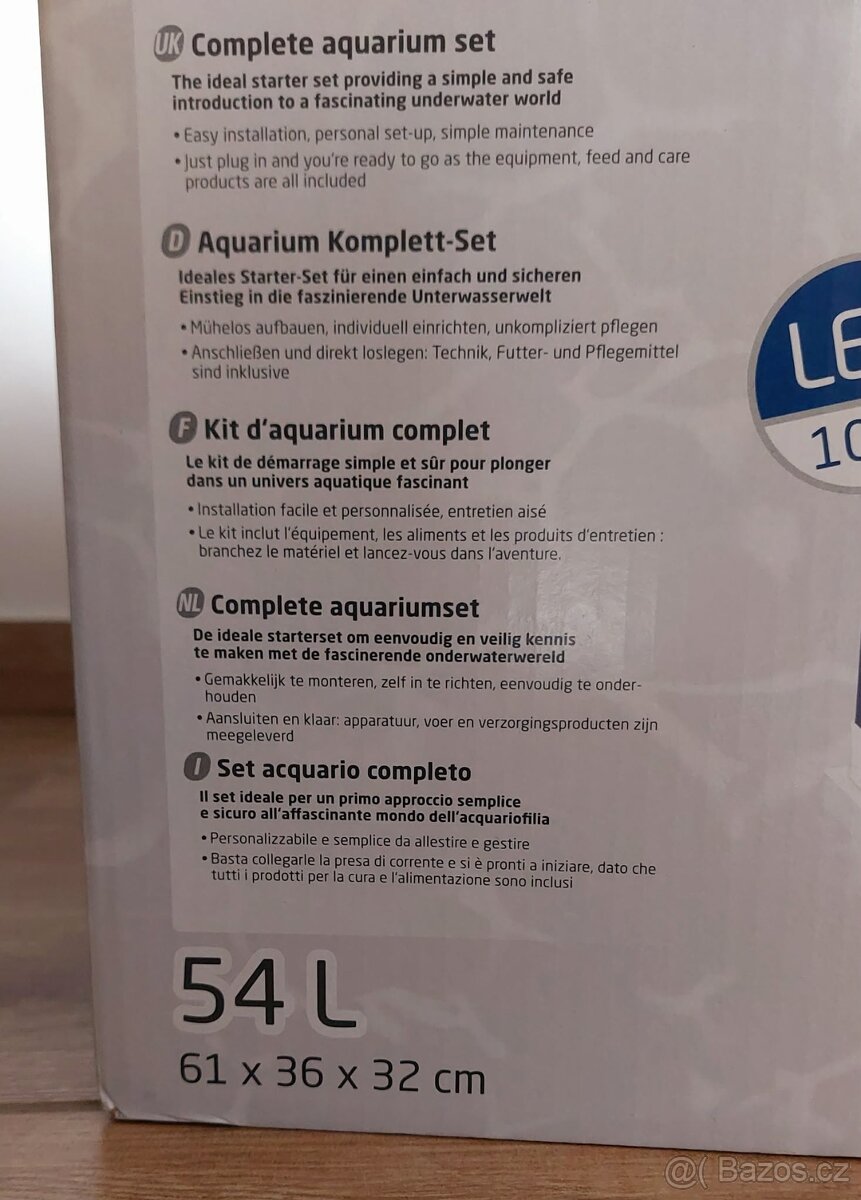 UK Complete aquarium set
The ideal starter set providing a simple and safe
introduction to a fascinating underwater world
• Easy installation, personal set-up, simple maintenance
• Just plug in and you're ready to go as the equipment, feed and care
products are all included
D Aquarium Komplett-Set
Ideales Starter-Set für einen einfach und sicheren
Einstieg in die faszinierende Unterwasserwelt
• Mühelos aufbauen, individuell einrichten, unkompliziert pflegen
• Anschließen und direkt loslegen: Technik, Futter- und Pflegemittel
sind inklusive
F Kit d'aquarium complet
Le kit de démarrage simple et sûr pour plonger
dans un univers aquatique fascinant
• Installation facile et personnalisée, entretien aisé
• Le kit inclut l'équipement, les aliments et les produits d'entretien :
branchez le matériel et lancez-vous dans l'aventure.
NL Complete aquariumset
De ideale starterset om eenvoudig en veilig kennis
te maken met de fascinerende onderwaterwereld
• Gemakkelijk te monteren, zelf in te richten, eenvoudig te onder-
houden
• Aansluiten en klaar: apparatuur, voer en verzorgingsproducten zijn
meegeleverd
I Set acquario completo
Il set ideale per un primo approccio semplice
e sicuro all'affascinante mondo dell'acquariofilia
• Personalizzabile e semplice da allestire e gestire
• Basta collegarle la presa di corrente e si è pronti a iniziare, dato che
tutti i prodotti per la cura e l'alimentazione sono inclusi
54 L
61 x 36 x 32 cm
LE
10
@( Bazos.cz